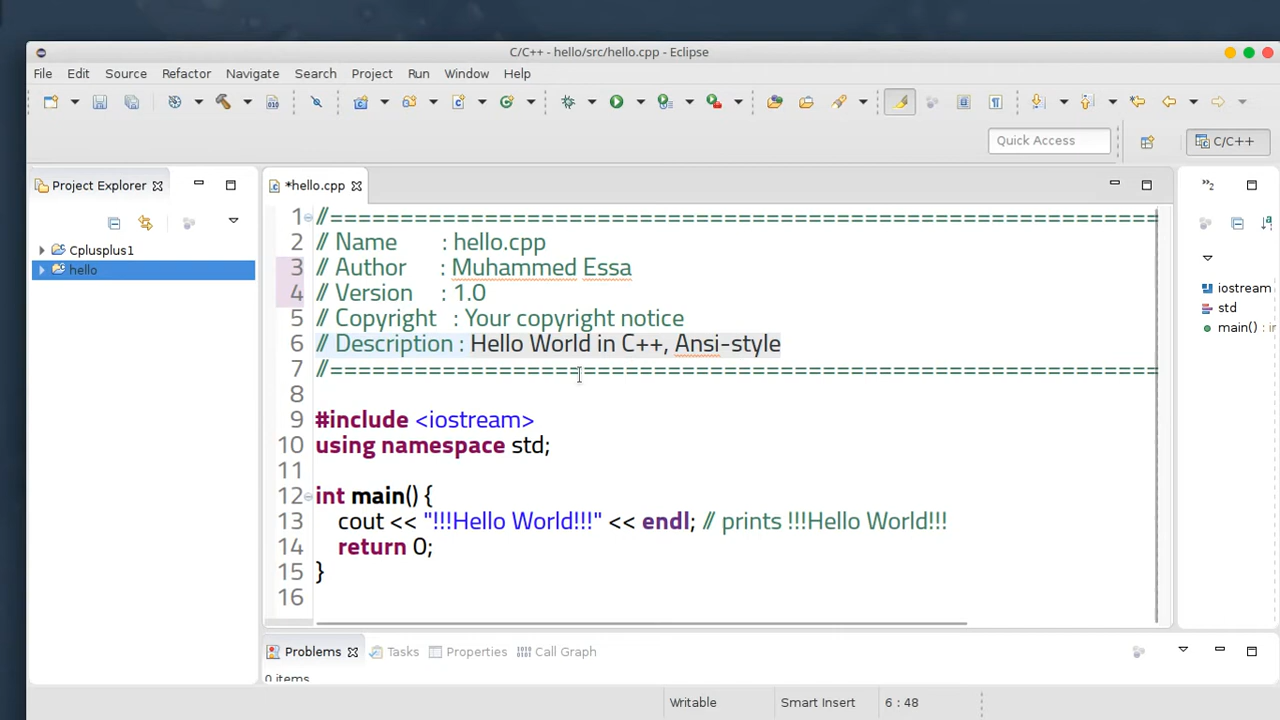 C/C++ - hello/src/hello.cpp - Eclipse
File Edit Source Refactor Navigate Search Project Run Window Help
Quick Access
C/C++
Project Explorer
*hello.cpp
2
Cplusplus1
hello
1 //===========================================================
2 // Name : hello.cpp
3 // Author : Muhammed Essa
4 // Version : 1.0
5 // Copyright : Your copyright notice
6 // Description : Hello World in C++, Ansi-style
7 //===========================================================
8
9 #include <iostream>
10 using namespace std;
11
12 int main() {
13 cout << "!!!Hello World!!!" << endl; // prints !!!Hello World!!!
14 return 0;
15 }
16
iostream
std
main() :
Problems Tasks Properties Call Graph
0 items
Writable Smart Insert 6 : 48